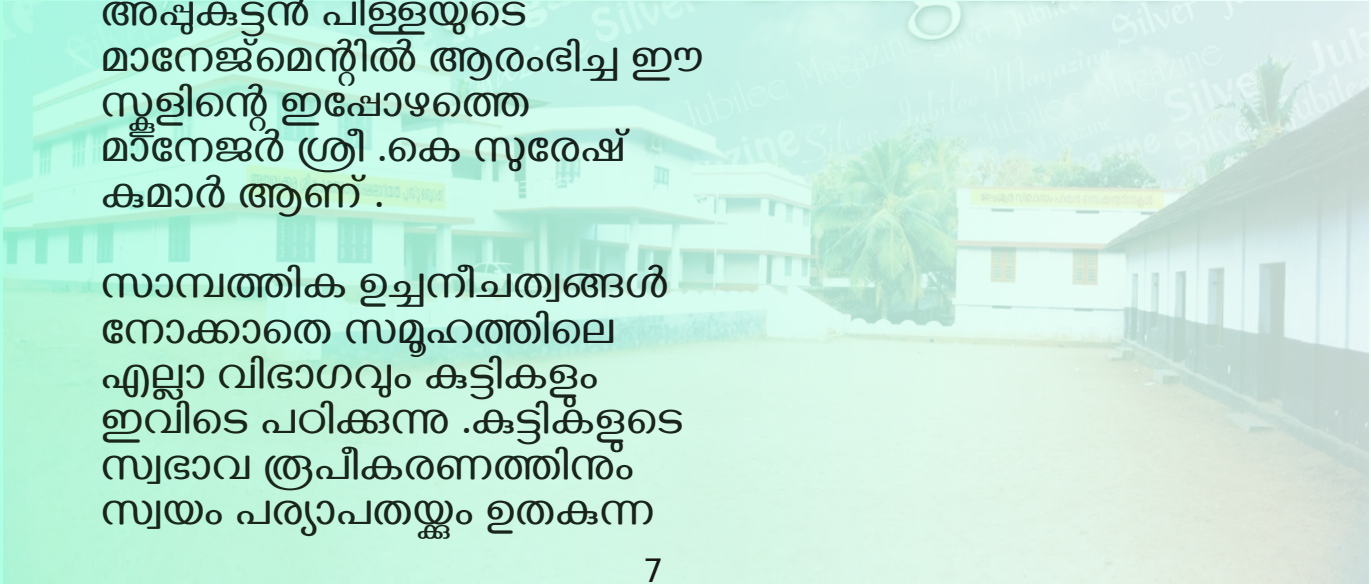 അപ്പുകുട്ടൻ പിള്ളയുടെ
മാനേജ്മെന്റിൽ ആരംഭിച്ച ഈ
സ്കൂളിന്റെ ഇപ്പോഴത്തെ
മാനേജർ ശ്രീ .കെ സുരേഷ്
കുമാർ ആണ് .
സാമ്പത്തിക ഉച്ചനീചത്വങ്ങൾ
നോക്കാതെ സമൂഹത്തിലെ
എല്ലാ വിഭാഗവും കുട്ടികളും
ഇവിടെ പഠിക്കുന്നു .കുട്ടികളുടെ
സ്വഭാവ രൂപീകരണത്തിനും
സ്വയം പര്യാപതയ്ക്കും ഉതകുന്ന
7